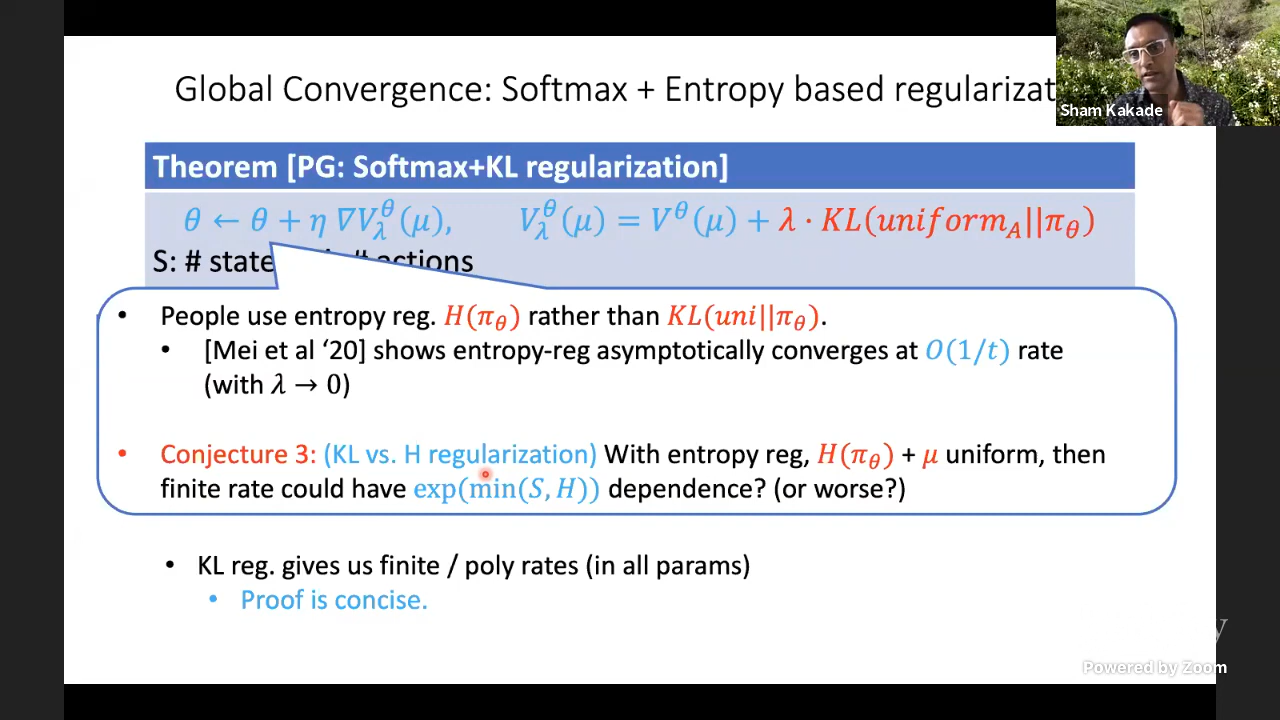 Global Convergence: Softmax + Entropy based regularizat
Sham Kakade
Theorem [PG: Softmax+KL regularization]
θ ← θ + η ∇V_λ^θ(μ), V_λ^θ(μ) = V^θ(μ) + λ · KL(uniform_A||π_θ)
S: # state # actions
• People use entropy reg. H(π_θ) rather than KL(uni||π_θ).
• [Mei et al ‘20] shows entropy-reg asymptotically converges at O(1/t) rate
(with λ → 0)
• Conjecture 3: (KL vs. H regularization) With entropy reg, H(π_θ) + μ uniform, then
finite rate could have exp(min(S, H)) dependence? (or worse?)
• KL reg. gives us finite / poly rates (in all params)
• Proof is concise.
y
Powered by Zoom